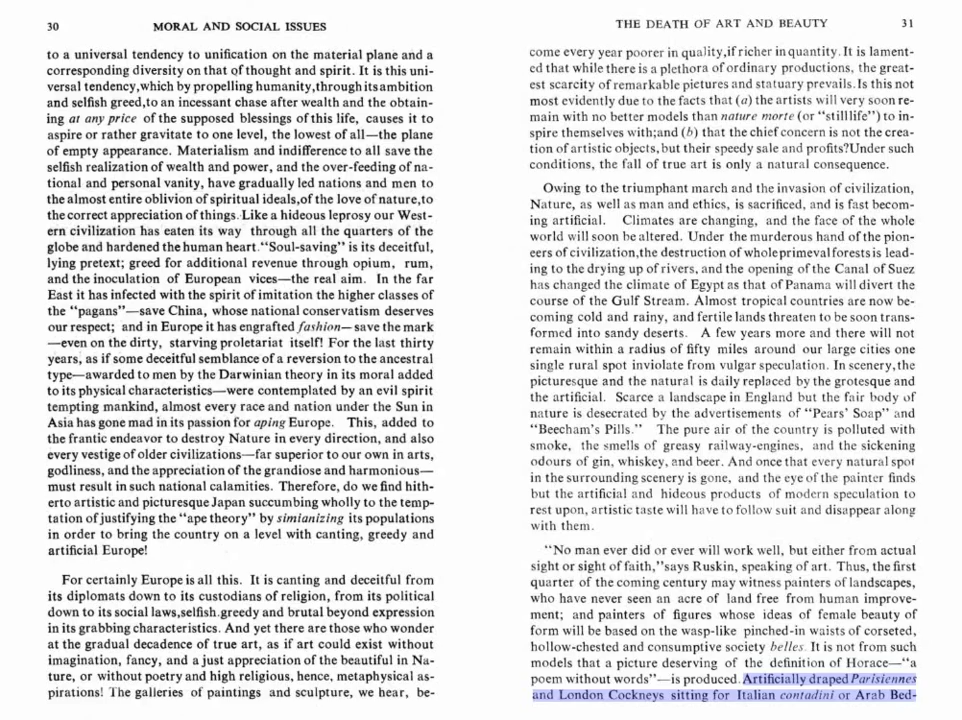 30 MORAL AND SOCIAL ISSUES
to a universal tendency to unification on the material plane and a
corresponding diversity on that of thought and spirit. It is this uni-
versal tendency,which by propelling humanity,through its ambition
and selfish greed,to an incessant chase after wealth and the obtain-
ing at any price of the supposed blessings of this life, causes it to
aspire or rather gravitate to one level, the lowest of all—the plane
of empty appearance. Materialism and indifference to all save the
selfish realization of wealth and power, and the over-feeding of na-
tional and personal vanity, have gradually led nations and men to
the almost entire oblivion of spiritual ideals,of the love of nature,to
the correct appreciation of things. Like a hideous leprosy our West-
ern civilization has eaten its way through all the quarters of the
globe and hardened the human heart."Soul-saving" is its deceitful,
lying pretext; greed for additional revenue through opium, rum,
and the inoculation of European vices—the real aim. In the far
East it has infected with the spirit of imitation the higher classes of
the "pagans"—save China, whose national conservatism deserves
our respect; and in Europe it has engrafted fashion—save the mark
—even on the dirty, starving proletariat itself! For the last thirty
years, as if some deceitful semblance of a reversion to the ancestral
type—awarded to men by the Darwinian theory in its moral added
to its physical characteristics—were contemplated by an evil spirit
tempting mankind, almost every race and nation under the Sun in
Asia has gone mad in its passion for aping Europe. This, added to
the frantic endeavor to destroy Nature in every direction, and also
every vestige of older civilizations—far superior to our own in arts,
godliness, and the appreciation of the grandiose and harmonious—
must result in such national calamities. Therefore, do we find hith-
erto artistic and picturesque Japan succumbing wholly to the temp-
tation of justifying the "ape theory" by simianizing its populations
in order to bring the country on a level with canting, greedy and
artificial Europe!
For certainly Europe is all this. It is canting and deceitful from
its diplomats down to its custodians of religion, from its political
down to its social laws,selfish.greedy and brutal beyond expression
in its grabbing characteristics. And yet there are those who wonder
at the gradual decadence of true art, as if art could exist without
imagination, fancy, and a just appreciation of the beautiful in Na-
ture, or without poetry and high religious, hence, metaphysical as-
pirations! The galleries of paintings and sculpture, we hear, be-
THE DEATH OF ART AND BEAUTY 31
come every year poorer in quality,if richer in quantity. It is lament-
ed that while there is a plethora of ordinary productions, the great-
est scarcity of remarkable pictures and statuary prevails. Is this not
most evidently due to the facts that (a) the artists will very soon re-
main with no better models than nature morte (or "still life") to in-
spire themselves with;and (b) that the chief concern is not the crea-
tion of artistic objects, but their speedy sale and profits?Under such
conditions, the fall of true art is only a natural consequence.
Owing to the triumphant march and the invasion of civilization,
Nature, as well as man and ethics, is sacrificed, and is fast becom-
ing artificial. Climates are changing, and the face of the whole
world will soon be altered. Under the murderous hand of the pion-
eers of civilization,the destruction of whole primeval forests is lead-
ing to the drying up of rivers, and the opening of the Canal of Suez
has changed the climate of Egypt as that of Panama will divert the
course of the Gulf Stream. Almost tropical countries are now be-
coming cold and rainy, and fertile lands threaten to be soon trans-
formed into sandy deserts. A few years more and there will not
remain within a radius of fifty miles around our large cities one
single rural spot inviolate from vulgar speculation. In scenery,the
picturesque and the natural is daily replaced by the grotesque and
the artificial. Scarce a landscape in England but the fair body of
nature is desecrated by the advertisements of "Pears' Soap" and
"Beecham's Pills." The pure air of the country is polluted with
smoke, the smells of greasy railway-engines, and the sickening
odours of gin, whiskey, and beer. And once that every natural spot
in the surrounding scenery is gone, and the eye of the painter finds
but the artificial and hideous products of modern speculation to
rest upon, artistic taste will have to follow suit and disappear along
with them.
"No man ever did or ever will work well, but either from actual
sight or sight of faith,"says Ruskin, speaking of art. Thus, the first
quarter of the coming century may witness painters of landscapes,
who have never seen an acre of land free from human improve-
ment; and painters of figures whose ideas of female beauty of
form will be based on the wasp-like pinched-in waists of corseted,
hollow-chested and consumptive society belles. It is not from such
models that a picture deserving of the definition of Horace—"a
poem without words"—is produced. Artificially draped Parisiennes
and London Cockneys sitting for Italian contadini or Arab Bed-